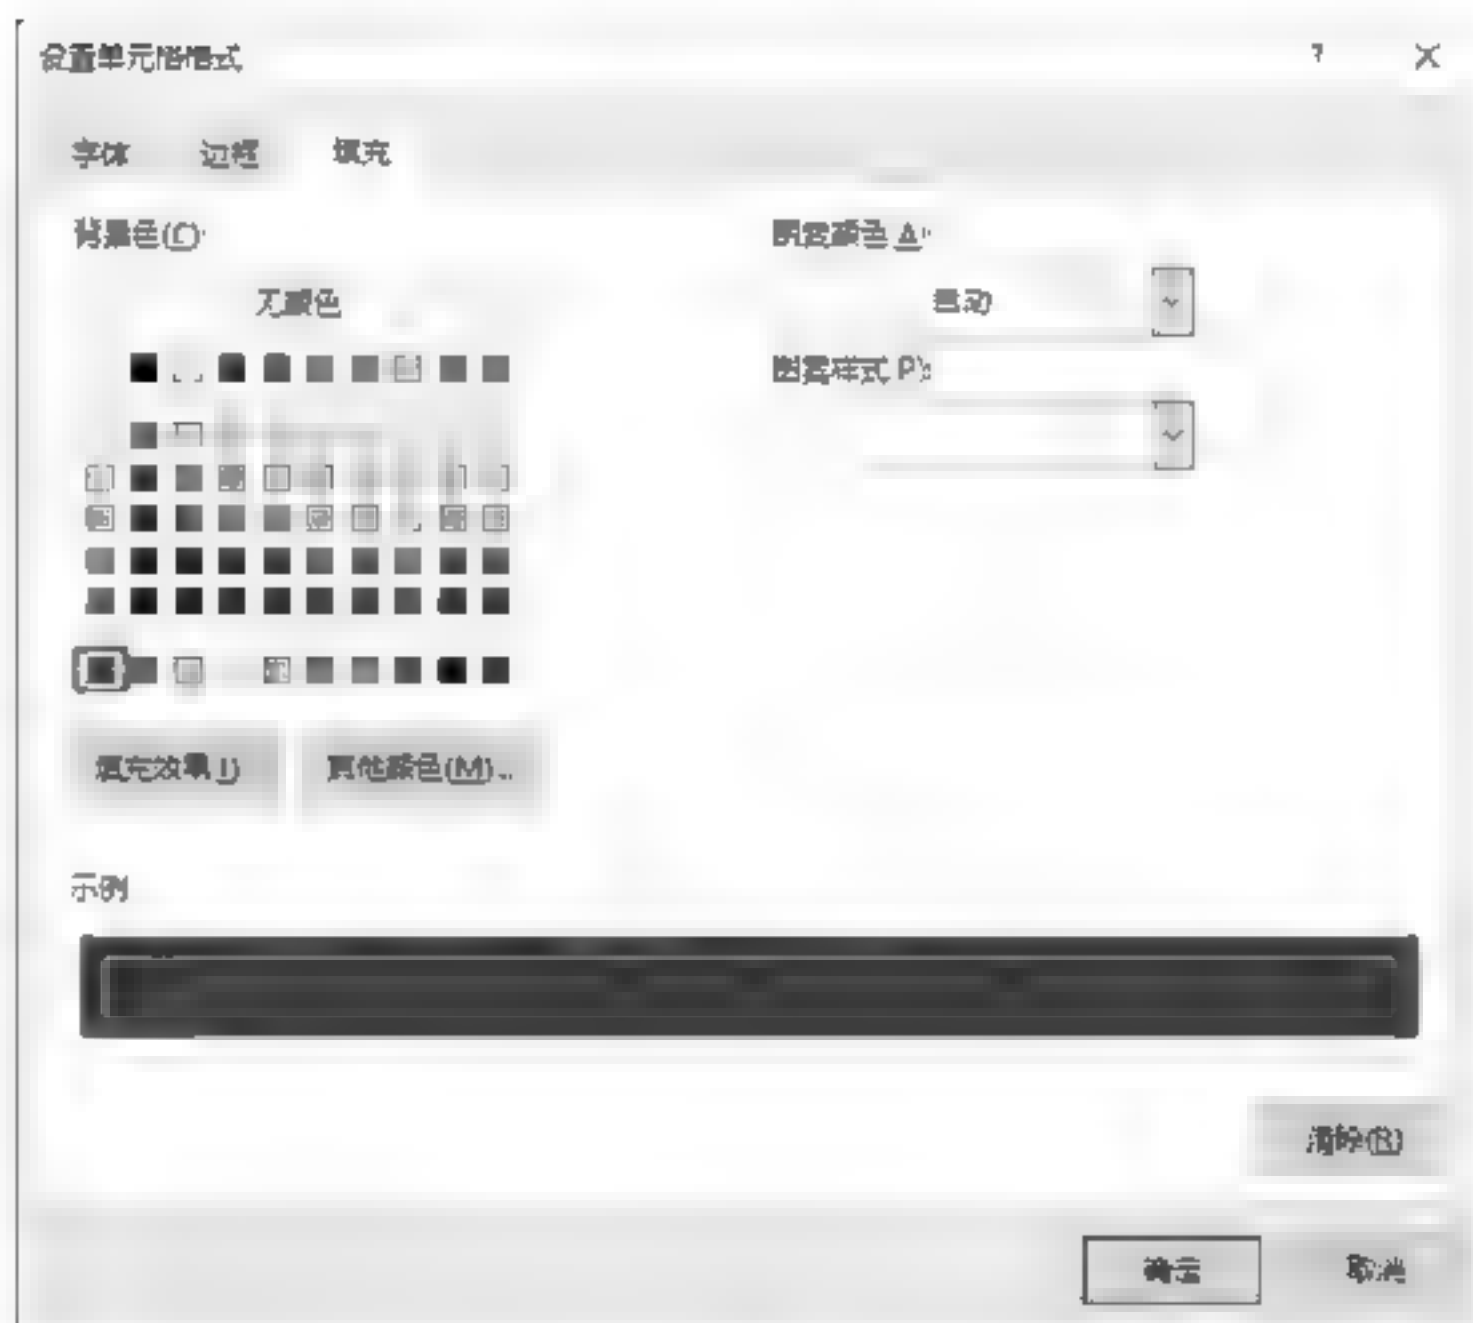 设置单元格格式
字体 边框 填充
背景色(C):
无颜色
图案颜色(A):
自动
图案样式(P):
填充效果(I)
其他颜色(M)...
示例
清除(R)
确定 取消